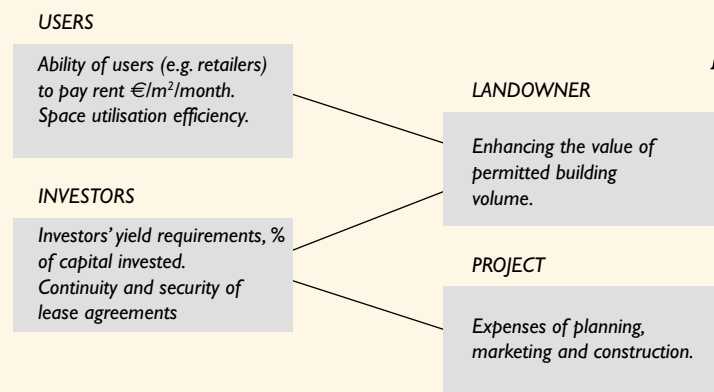 USERS
Ability of users (e.g. retailers)
to pay rent €/m²/month.
Space utilisation efficiency.
INVESTORS
Investors' yield requirements, %
of capital invested.
Continuity and security of
lease agreements
LANDOWNER
Enhancing the value of
permitted building
volume.
PROJECT
Expenses of planning,
marketing and construction.